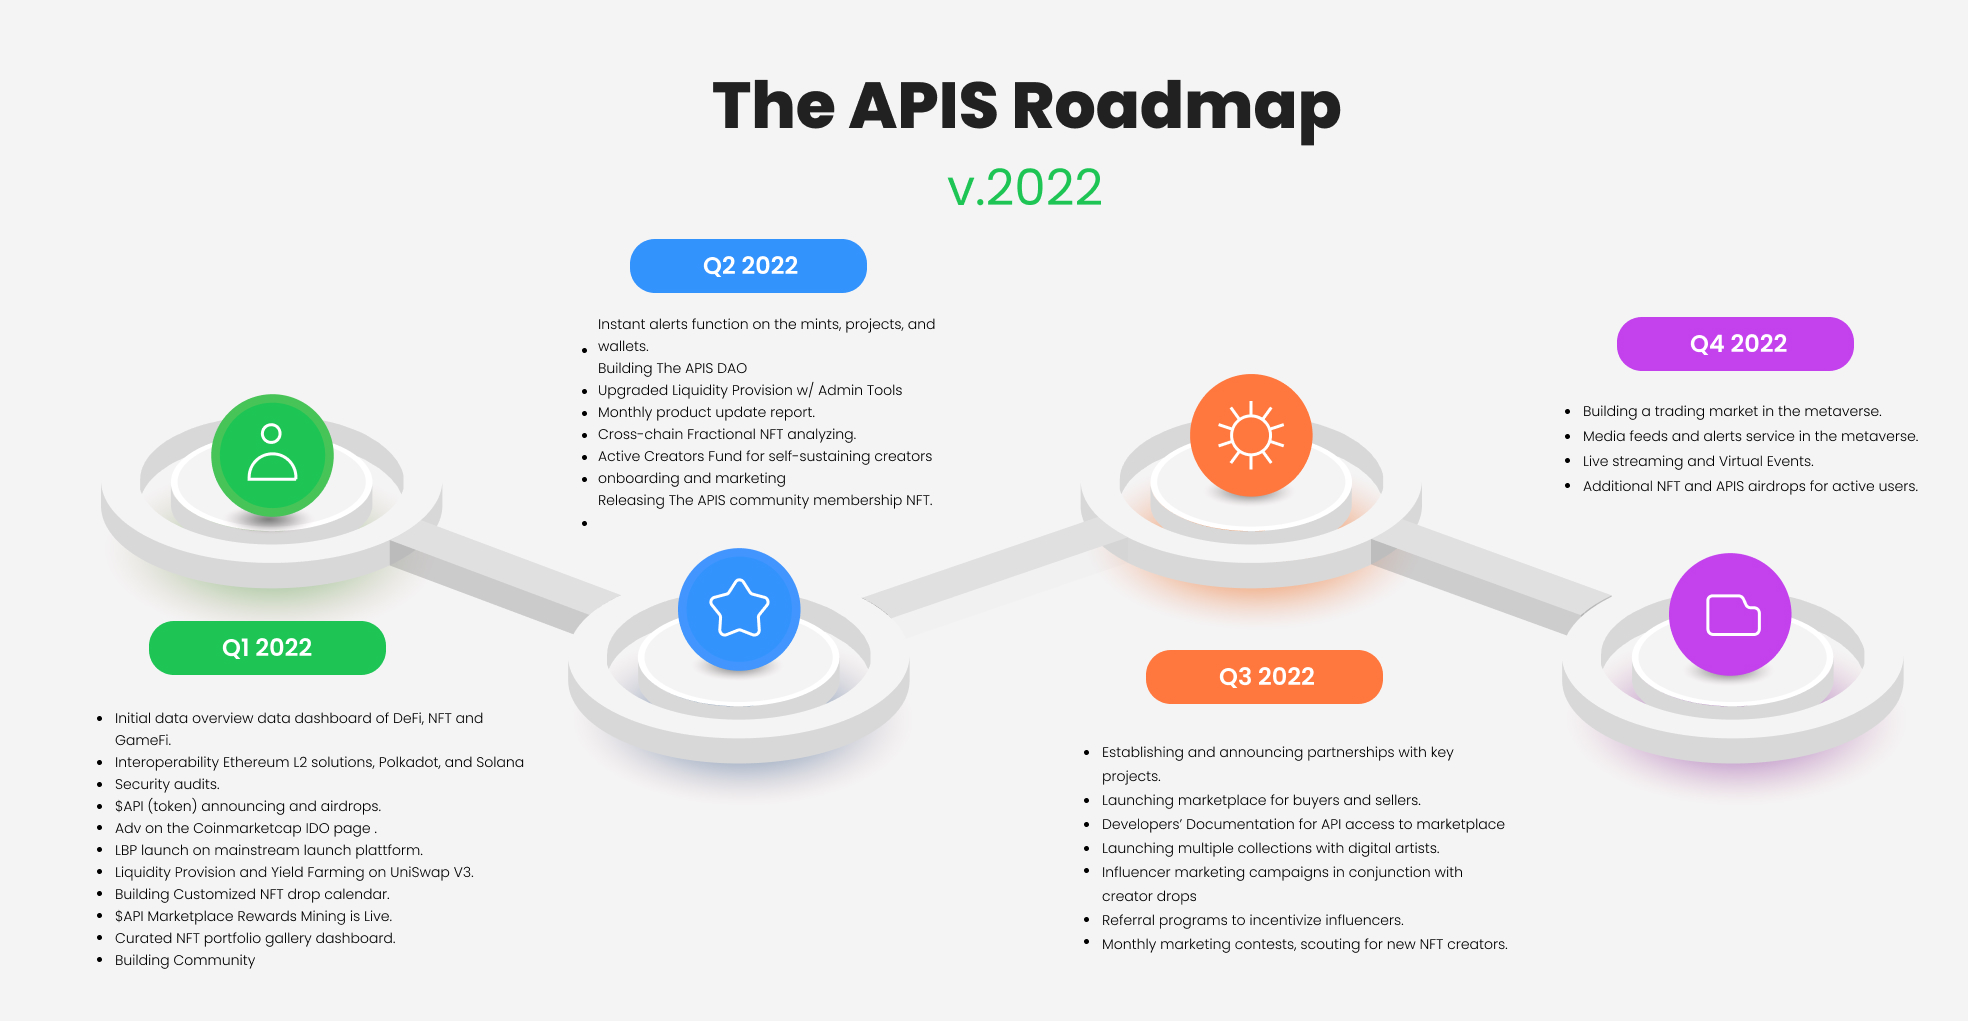 The APIS Roadmap
v.2022
Q1 2022
Initial data overview data dashboard of DeFi, NFT and
GameFi.
Interoperability Ethereum L2 solutions, Polkadot, and Solana
Security audits.
$API (token) announcing and airdrops.
Adv on the Coinmarketcap IDO page .
LBP launch on mainstream launch plattform.
Liquidity Provision and Yield Farming on UniSwap V3.
Building Customized NFT drop calendar.
$API Marketplace Rewards Mining is Live.
Curated NFT portfolio gallery dashboard.
Building Community
Q2 2022
Instant alerts function on the mints, projects, and
wallets.
Building The APIS DAO
Upgraded Liquidity Provision w/ Admin Tools
Monthly product update report.
Cross-chain Fractional NFT analyzing.
Active Creators Fund for self-sustaining creators
onboarding and marketing
Releasing The APIS community membership NFT.
Q3 2022
Establishing and announcing partnerships with key
projects.
Launching marketplace for buyers and sellers.
Developers’ Documentation for API access to marketplace
Launching multiple collections with digital artists.
Influencer marketing campaigns in conjunction with
creator drops
Referral programs to incentivize influencers.
Monthly marketing contests, scouting for new NFT creators.
Q4 2022
Building a trading market in the metaverse.
Media feeds and alerts service in the metaverse.
Live streaming and Virtual Events.
Additional NFT and APIS airdrops for active users.